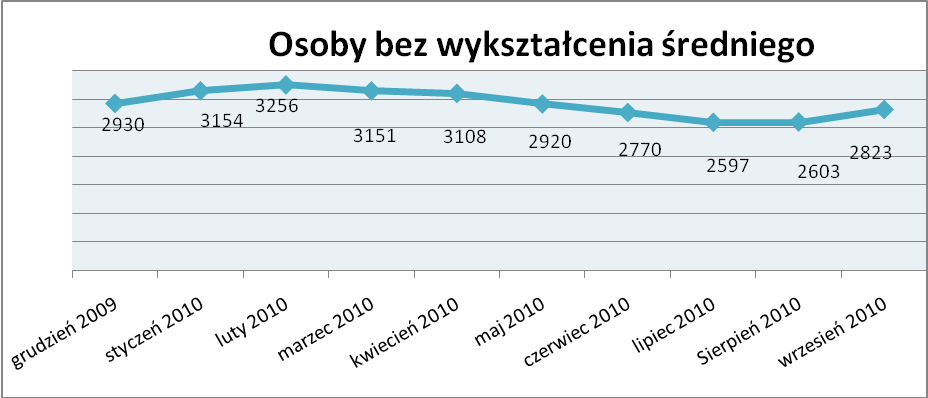 Osoby bez wykształcenia średniego
2930
3154
3256
3151
3108
2920
2770
2597
2603
2823
grudzień 2009
styczeń 2010
luty 2010
marzec 2010
kwiecień 2010
maj 2010
czerwiec 2010
lipiec 2010
Sierpień 2010
wrzesień 2010